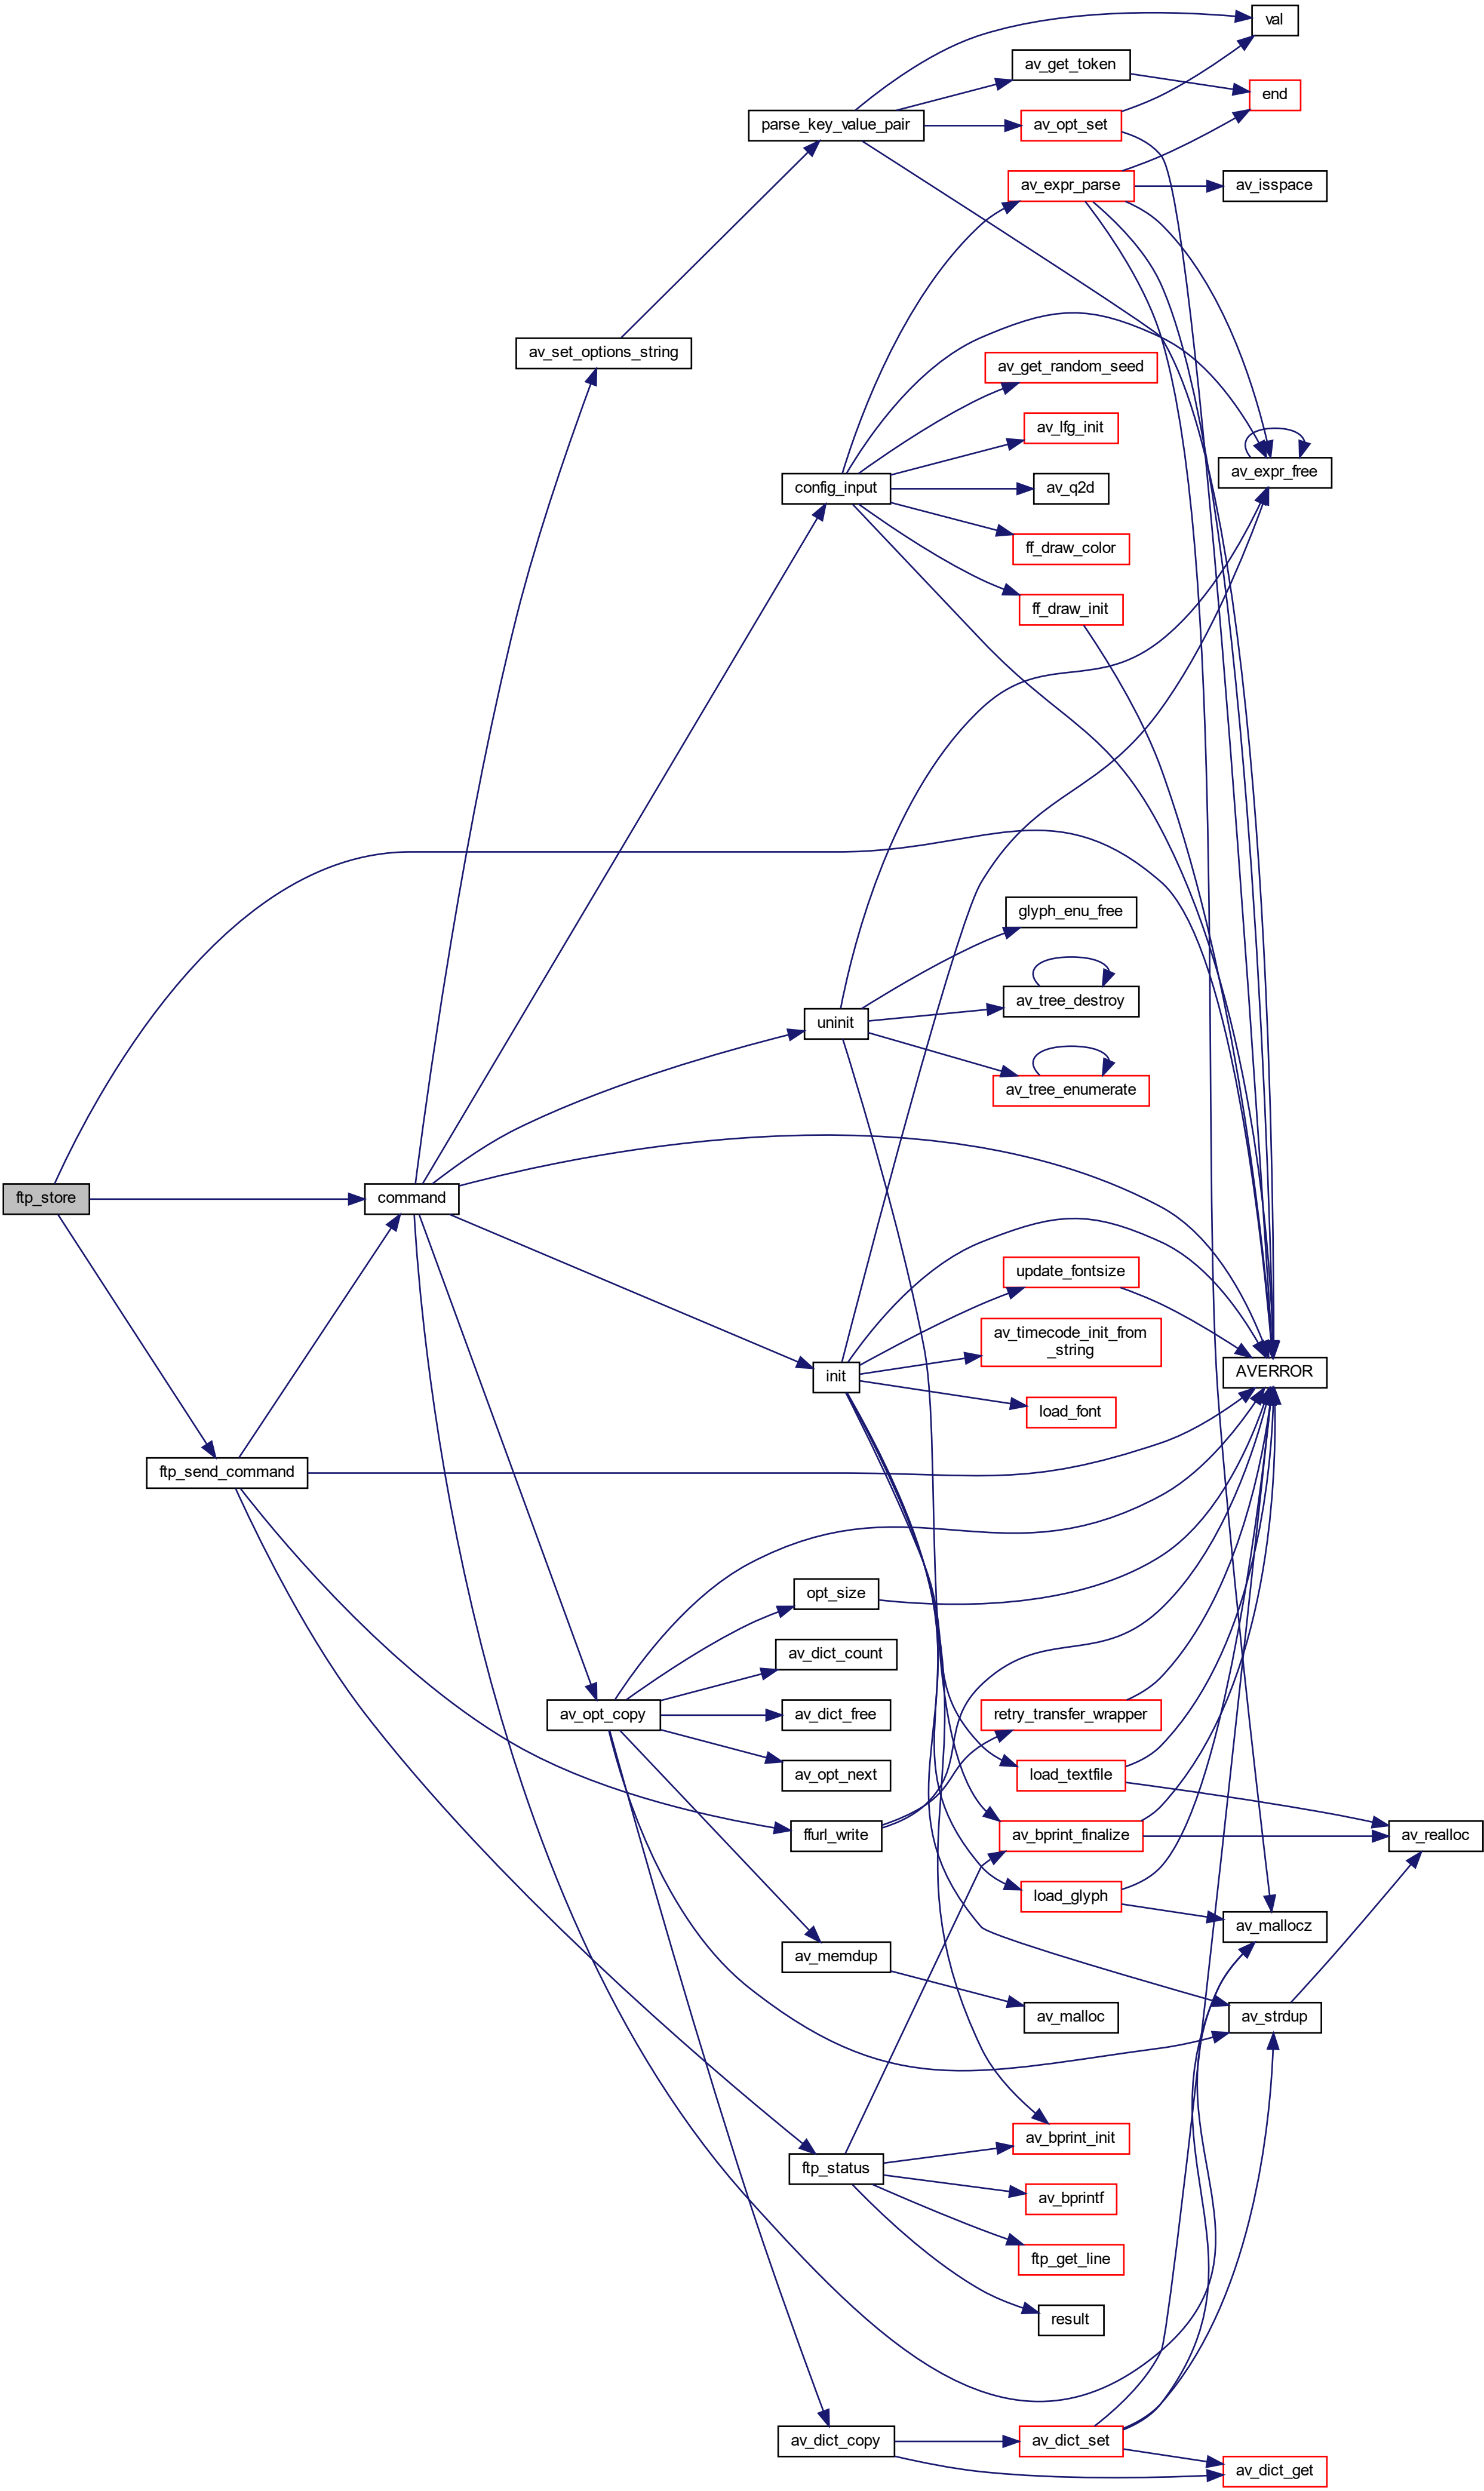 val
av_get_token
end
parse_key_value_pair
av_opt_set
av_expr_parse
av_isspace
av_set_options_string
av_get_random_seed
av_lfg_init
av_expr_free
config_input
av_q2d
ff_draw_color
ff_draw_init
glyph_enu_free
av_tree_destroy
uninit
av_tree_enumerate
ftp_store
command
update_fontsize
av_timecode_init_from
_string
AVERROR
init
load_font
ftp_send_command
opt_size
av_dict_count
av_opt_copy
av_dict_free
retry_transfer_wrapper
av_opt_next
load_textfile
ffurl_write
av_bprint_finalize
av_realloc
load_glyph
av_mallocz
av_memdup
av_malloc
av_strdup
av_bprint_init
ftp_status
av_bprintf
ftp_get_line
result
av_dict_copy
av_dict_set
av_dict_get